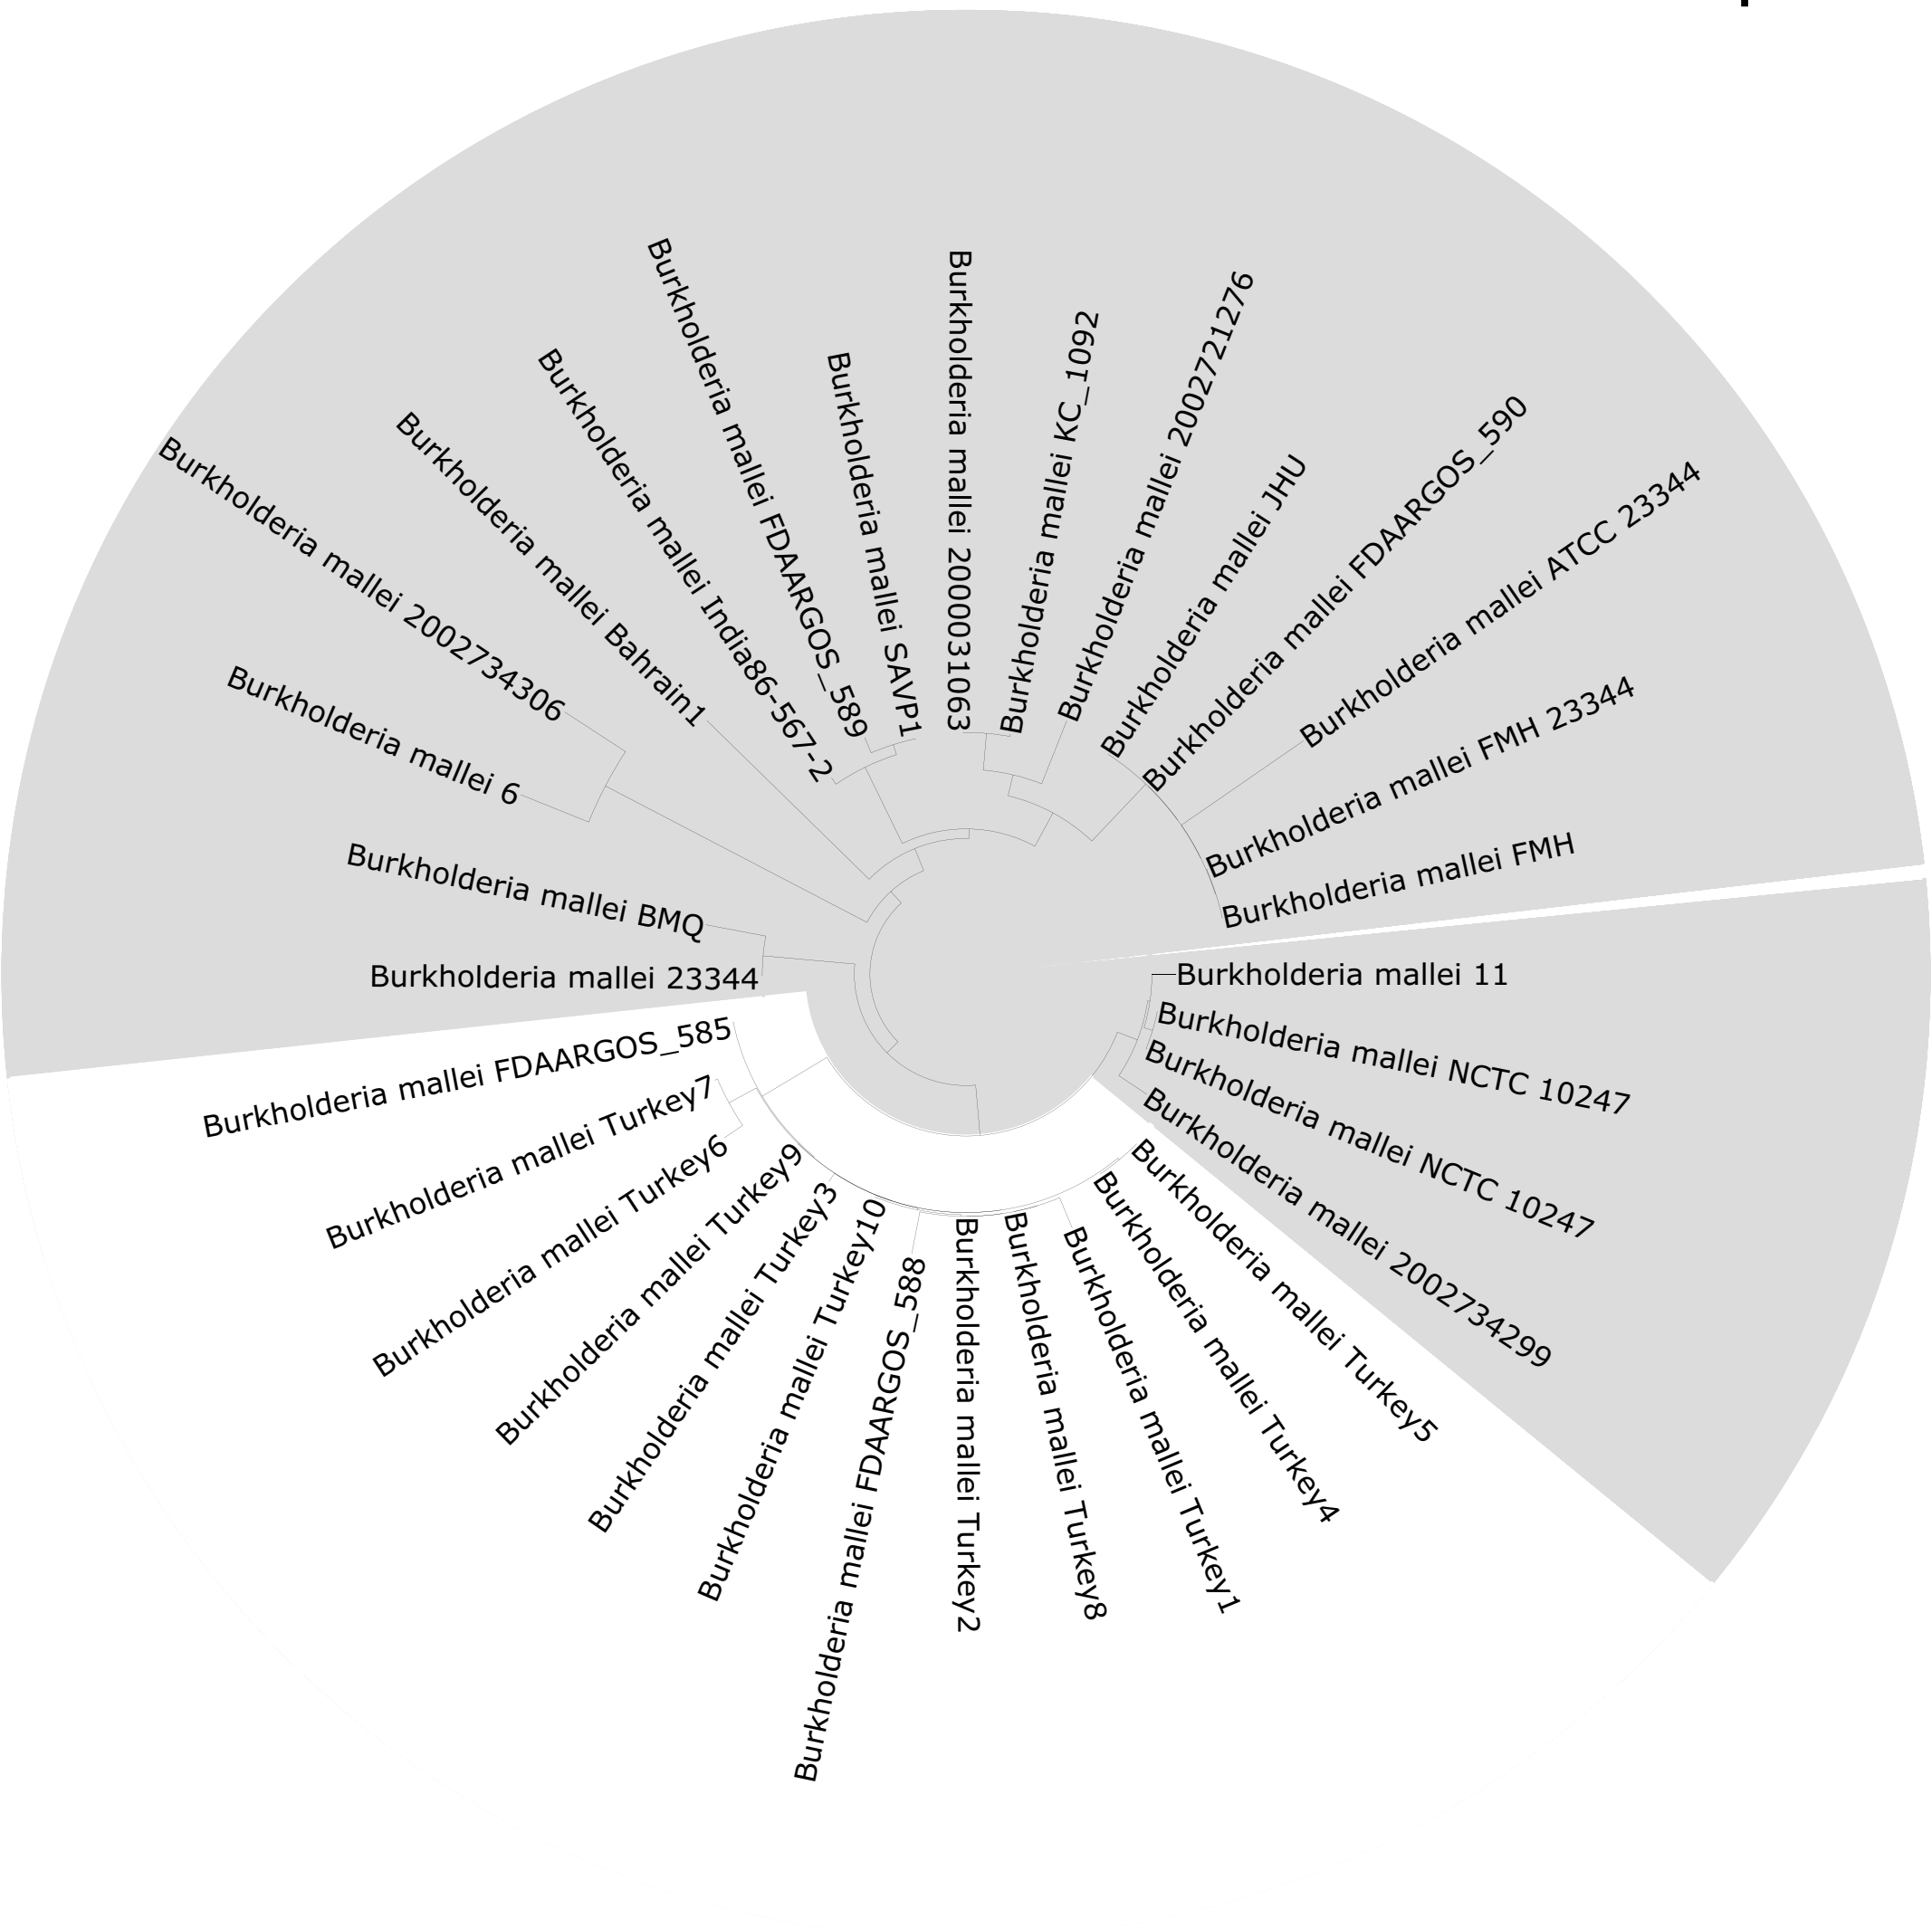 Burkholderia mallei 2000031063
Burkholderia mallei KC_1092
Burkholderia mallei 2002721276
Burkholderia mallei JHU
Burkholderia mallei FDAARGOS_590
Burkholderia mallei ATCC 23344
Burkholderia mallei FMH 23344
Burkholderia mallei FMH
Burkholderia mallei 11
Burkholderia mallei NCTC 10247
Burkholderia mallei NCTC 10247
Burkholderia mallei 2002734299
Burkholderia mallei Turkey5
Burkholderia mallei Turkey4
Burkholderia mallei Turkey1
Burkholderia mallei Turkey8
Burkholderia mallei Turkey2
Burkholderia mallei FDAARGOS_588
Burkholderia mallei Turkey10
Burkholderia mallei Turkey3
Burkholderia mallei Turkey9
Burkholderia mallei Turkey6
Burkholderia mallei Turkey7
Burkholderia mallei FDAARGOS_585
Burkholderia mallei 23344
Burkholderia mallei BMQ
Burkholderia mallei 6
Burkholderia mallei 2002734306
Burkholderia mallei Bahrain1
Burkholderia mallei India86-567-2
Burkholderia mallei FDAARGOS_589
Burkholderia mallei SAVP1